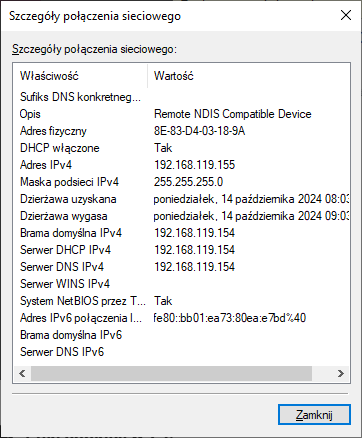 Szczegóły połączenia sieciowego
Szczegóły połączenia sieciowego:
Właściwość Wartość
Sufiks DNS konkretneg...
Opis Remote NDIS Compatible Device
Adres fizyczny 8E-83-D4-03-18-9A
DHCP włączone Tak
Adres IPv4 192.168.119.155
Maska podsieci IPv4 255.255.255.0
Dzierżawa uzyskana poniedziałek, 14 października 2024 08:03
Dzierżawa wygasa poniedziałek, 14 października 2024 09:03
Brama domyślna IPv4 192.168.119.154
Serwer DHCP IPv4 192.168.119.154
Serwer DNS IPv4 192.168.119.154
Serwer WINS IPv4
System NetBIOS przez T... Tak
Adres IPv6 połączenia l... fe80::bb01:ea73:80ea:e7bd%40
Brama domyślna IPv6
Serwer DNS IPv6
Zamknij